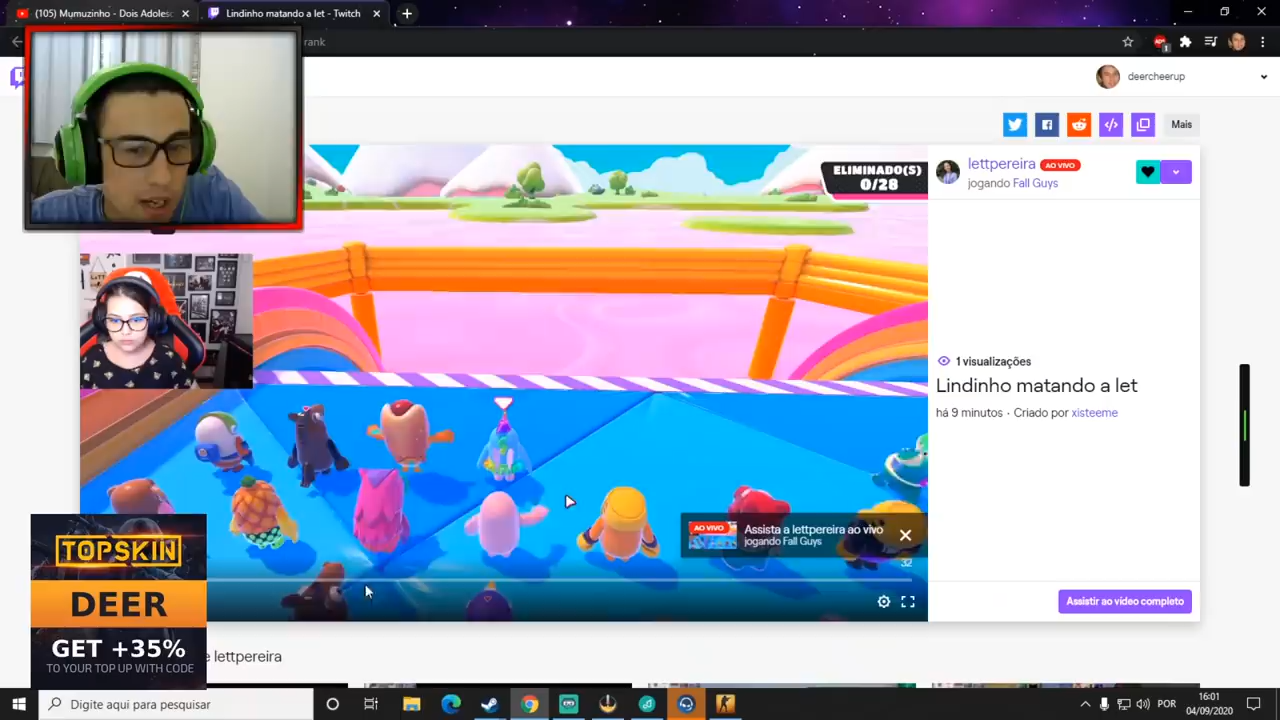 (105) Mumuzinho - Dois Adoles
Lindinho matando a let - Twitch
rank
deercheerup
Mais
ELIMINADO(S)
0/28
lettpereira AO VIVO
jogando Fall Guys
1 visualizações
Lindinho matando a let
há 9 minutos · Criado por xisteeme
AO VIVO
Assista a lettpereira ao vivo
jogando Fall Guys
32
Assistir ao vídeo completo
TOPSKIN
DEER
GET +35%
TO YOUR TOP UP WITH CODE
e lettpereira
Digite aqui para pesquisar
POR
16:01
04/09/2020